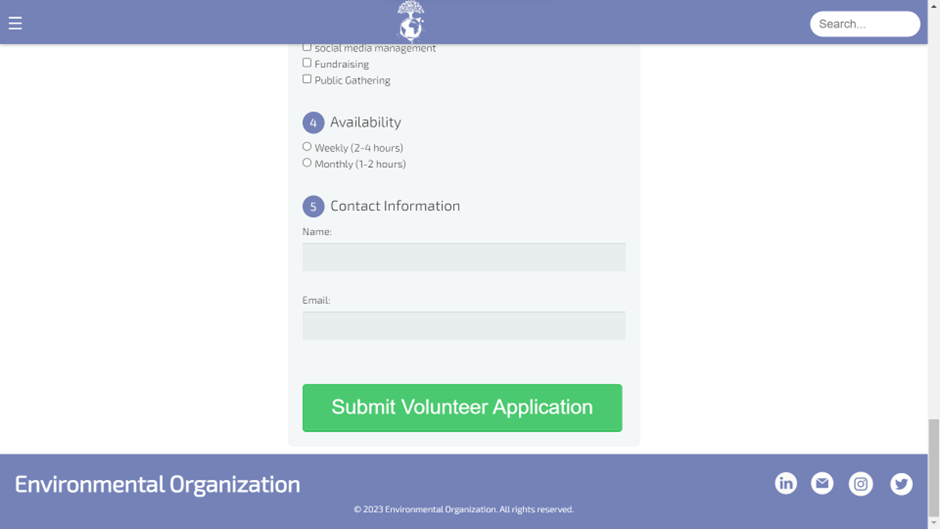 Search...
social media management
Fundraising
Public Gathering
4 Availability
Weekly (2-4 hours)
Monthly (1-2 hours)
5 Contact Information
Name:
Email:
Submit Volunteer Application
Environmental Organization
© 2023 Environmental Organization. All rights reserved.